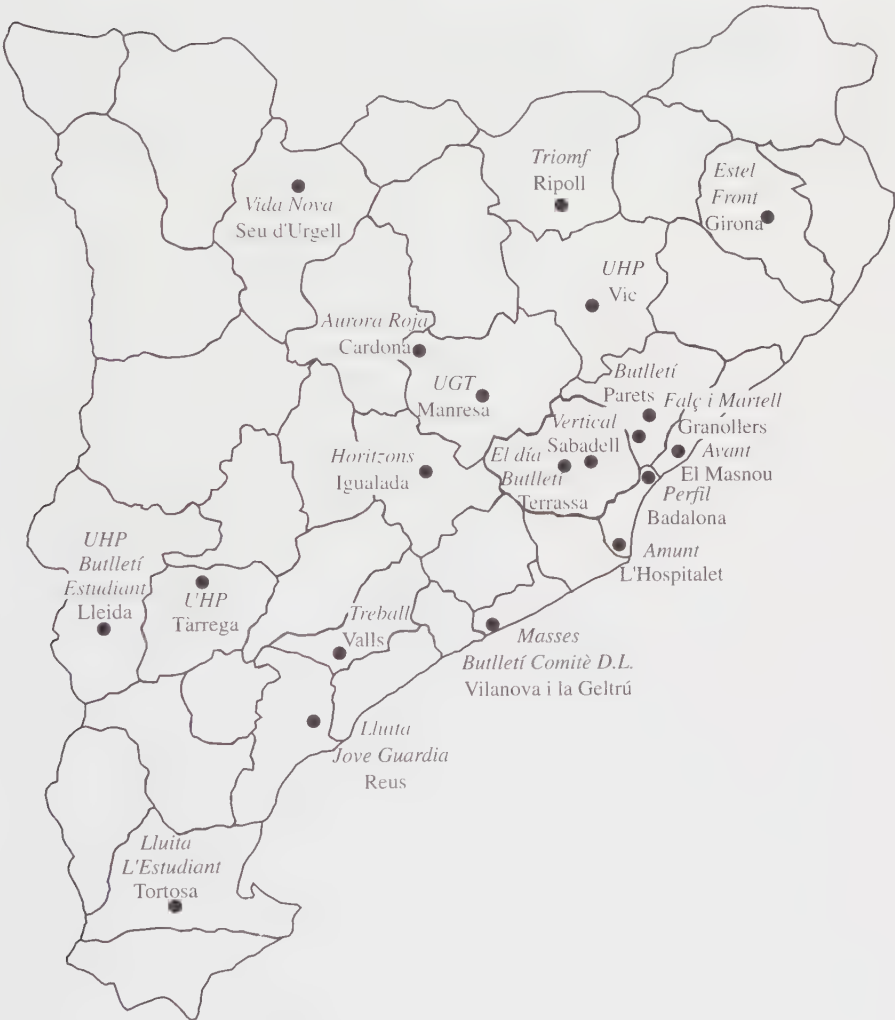 Triomf
Ripoll
Estel
Front
Girona
Vida Nova
Seu d'Urgell
UHP
Vic
Aurora Roja
Cardona
UGT
Manresa
Butlletí
Parets
Falç i Martell
Granollers
Vertical
Sabadell
Avant
El Masnou
El día
Butlletí
Terrassa
Horitzons
Igualada
Perfil
Badalona
Amunt
L'Hospitalet
UHP
Butlletí
Estudiant
Lleida
UHP
Tàrrega
Treball
Valls
Masses
Butlletí Comitè D.L.
Vilanova i la Geltrú
Lluita
Jove Guardia
Reus
Lluita
L'Estudiant
Tortosa